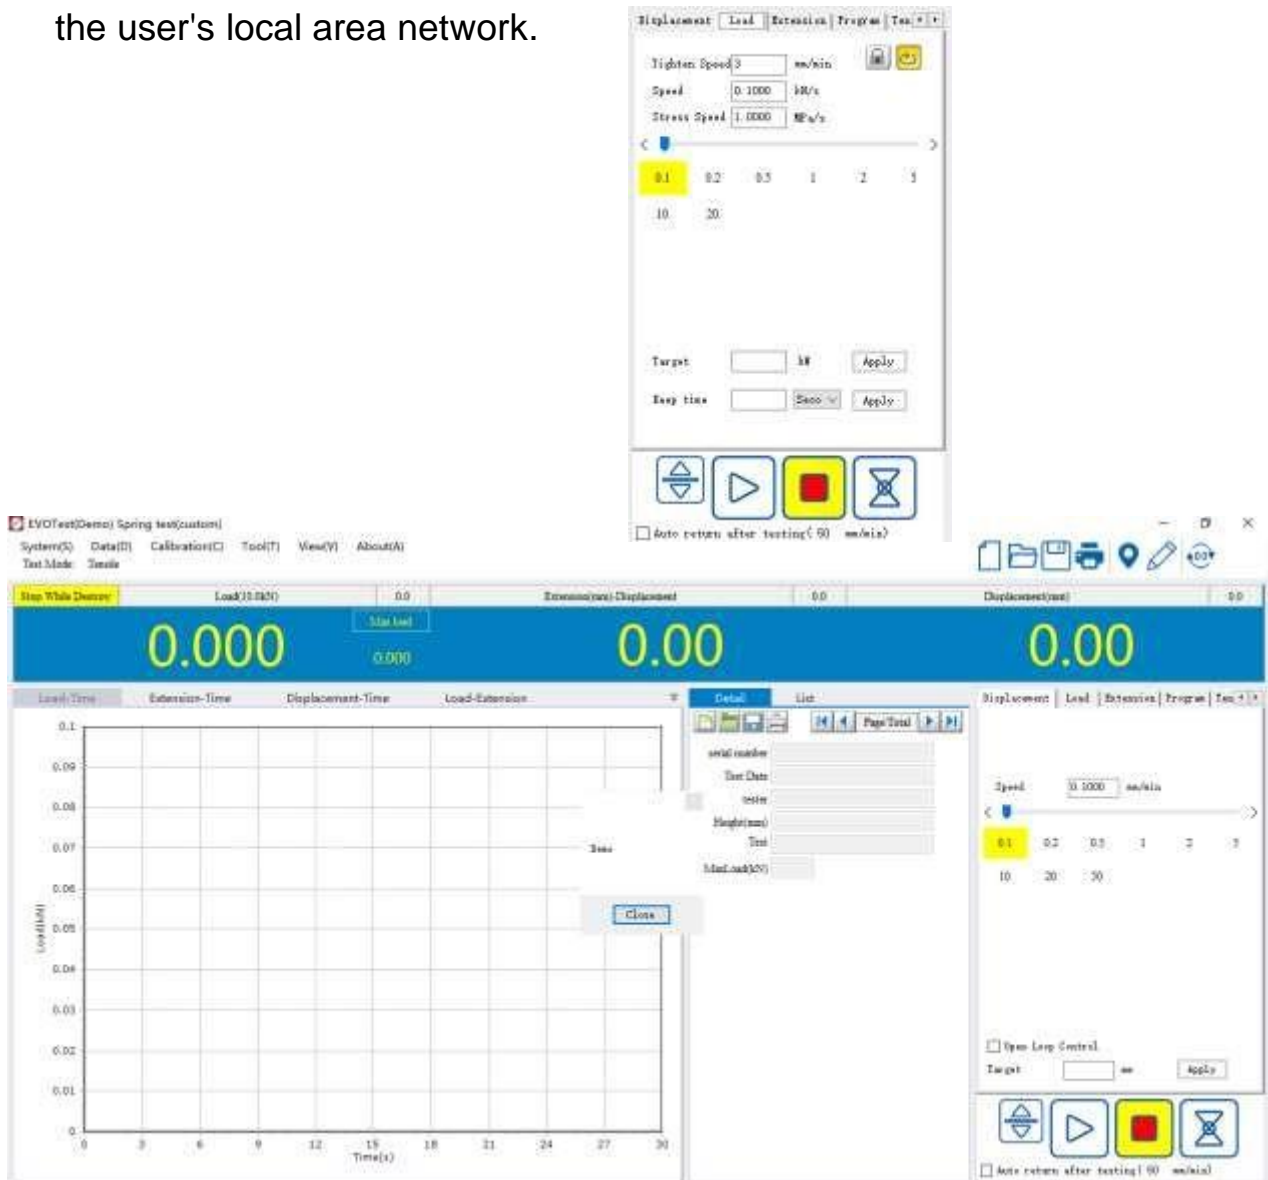 the user's local area network.
Displacement Load Extension Program
Tighten Speed 3 mm/min
Speed 0.1000 kN/s
Stress Speed 1.0000 MPa/s
< >
0.1 0.2 0.5 1 2 5
10 20
Target kN Apply
Keep time Seco Apply
Auto return after testing( 50 mm/min)
EVOTest(Demo) Spring test(custom)
System(S) Data(D) Calibration(C) Tool(T) View(V) About(A)
Test Mode: Tensile
Stop While Destroy Load(10.0kN) 0.0 Extension(mm)-Displacement 0.0 Displacement(mm) 0.0
0.000 Max load 0.000 0.00 0.00
Load-Time Extension-Time Displacement-Time Load-Extension
Detail List
Page/Total
serial number
Test Date
tester
Height(mm)
Test
MaxLoad(kN)
Demo
Close
0.1
0.09
0.08
0.07
0.06
0.05
0.04
0.03
0.02
0.01
0
Load(kN)
0 3 6 9 12 15 18 21 24 27 30
Time(s)
Displacement Load Extension Program
Speed 0.1000 mm/min
< >
0.1 0.2 0.5 1 2 5
10 20 50
Open Loop Control
Target mm Apply
Auto return after testing( 50 mm/min)